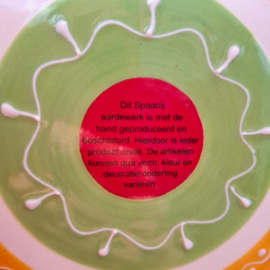 Dit Spaans
aardewerk is met de
hand geproduceerd en
beschilderd. Hierdoor is ieder
product uniek. De artikelen
kunnen qua vorm, kleur en
decoratie onderling
variëren